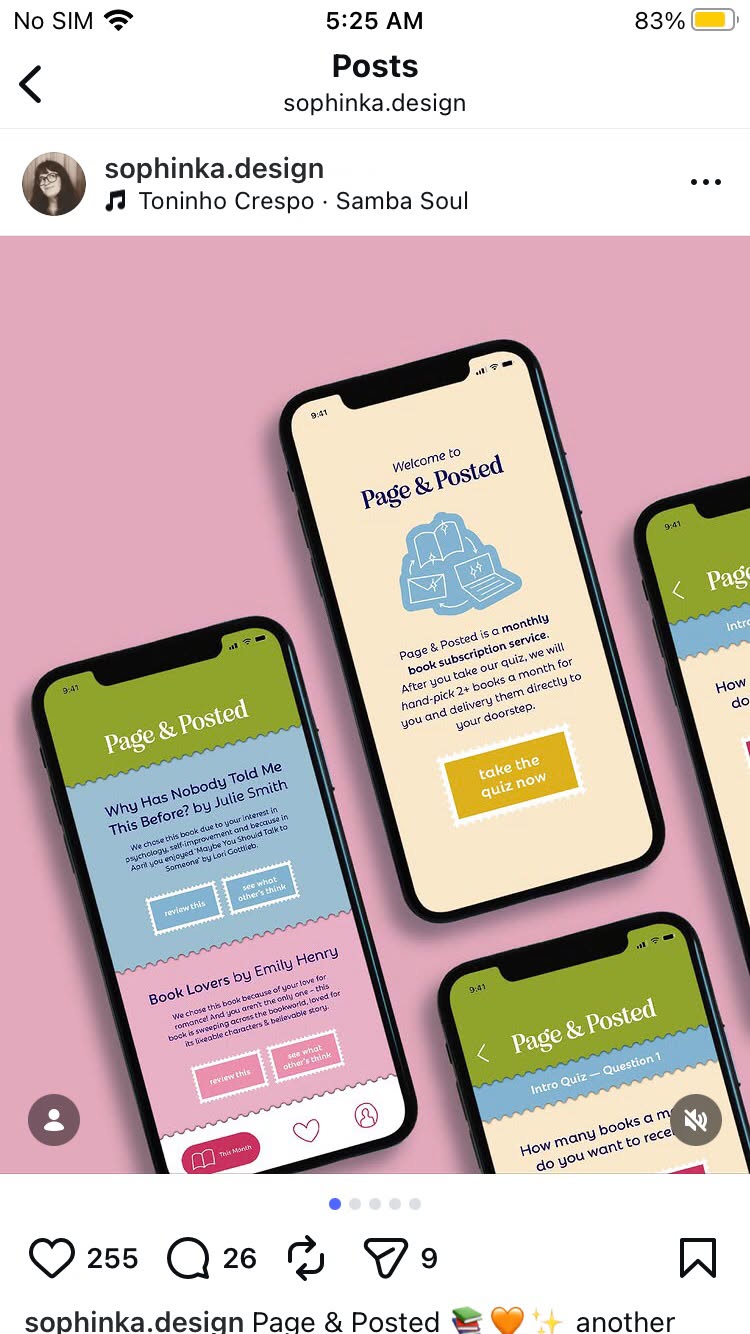 No SIM 5:25 AM 83%
Posts
sophinka.design
sophinka.design
Toninho Crespo · Samba Soul
9:41
Welcome to
Page & Posted
Page & Posted is a monthly
book subscription service.
After you take our quiz, we will
hand-pick 2+ books a month for
you and delivery them directly to
your doorstep.
take the
quiz now
9:41
Page & Posted
Why Has Nobody Told Me
This Before? by Julie Smith
We chose this book due to your interest in
psychology, self-improvement and because in
April you enjoyed 'Maybe You Should Talk to
Someone' by Lori Gottlieb.
review this
see what
other's think
Book Lovers by Emily Henry
We chose this book because of your love for
romance! And you aren't the only one – this
book is sweeping across the bookworld, loved for
its liveable characters & believable story.
review this
see what
other's think
This Month
9:41
Page
Intro
How
do
9:41
Page & Posted
Intro Quiz — Question 1
How many books a m
do you want to rece
255 26 9
sophinka.design Page & Posted 📚🧡✨ another